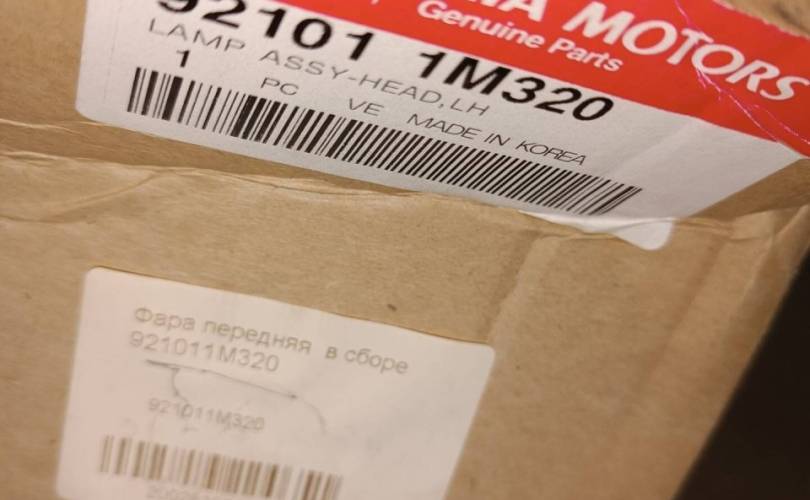 MOTORS
Genuine Parts
92101 1M320
LAMP ASSY-HEAD,LH
1 PC VE MADE IN KOREA
Фара передняя в сборе
921011M320
921011M320